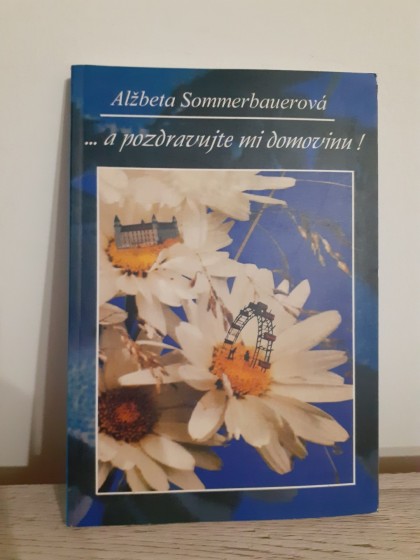 Alžbeta Sommerbauerová
... a pozdravujte mi domovinu !